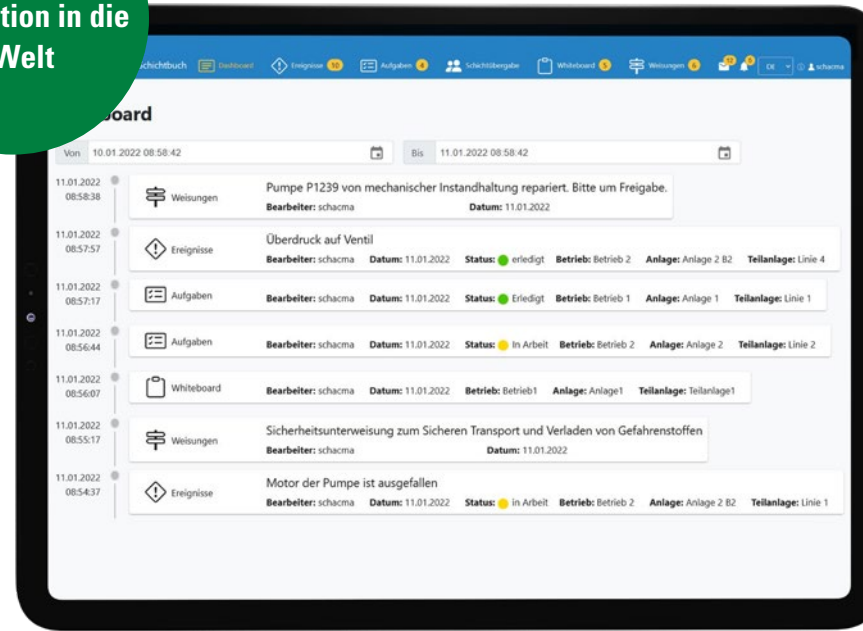 tion in die
Welt
chichtbuch Dashboard Ereignisse 10 Aufgaben 4 Schichtübergabe Whiteboard 5 Weisungen 6 DE schacma
board
Von 10.01.2022 08:58:42 Bis 11.01.2022 08:58:42
11.01.2022
08:58:38
Weisungen
Pumpe P1239 von mechanischer Instandhaltung repariert. Bitte um Freigabe.
Bearbeiter: schacma Datum: 11.01.2022
11.01.2022
08:57:57
Ereignisse
Überdruck auf Ventil
Bearbeiter: schacma Datum: 11.01.2022 Status: erledigt Betrieb: Betrieb 2 Anlage: Anlage 2 B2 Teilanlage: Linie 4
11.01.2022
08:57:17
Aufgaben
Bearbeiter: schacma Datum: 11.01.2022 Status: Erledigt Betrieb: Betrieb 1 Anlage: Anlage 1 Teilanlage: Linie 1
11.01.2022
08:56:44
Aufgaben
Bearbeiter: schacma Datum: 11.01.2022 Status: In Arbeit Betrieb: Betrieb 2 Anlage: Anlage 2 Teilanlage: Linie 2
11.01.2022
08:56:07
Whiteboard
Bearbeiter: schacma Datum: 11.01.2022 Betrieb: Betrieb1 Anlage: Anlage1 Teilanlage: Teilanlage1
11.01.2022
08:55:17
Weisungen
Sicherheitsunterweisung zum Sicheren Transport und Verladen von Gefahrenstoffen
Bearbeiter: schacma Datum: 11.01.2022
11.01.2022
08:54:37
Ereignisse
Motor der Pumpe ist ausgefallen
Bearbeiter: schacma Datum: 11.01.2022 Status: in Arbeit Betrieb: Betrieb 2 Anlage: Anlage 2 B2 Teilanlage: Linie 1